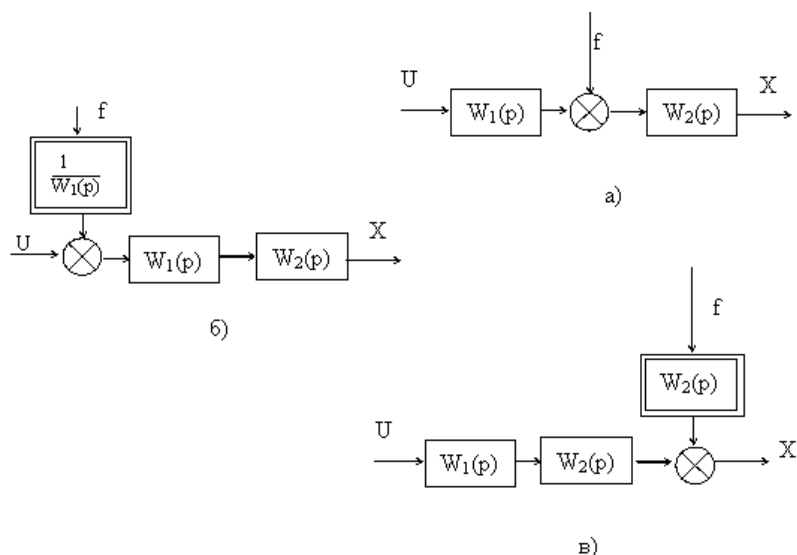 f
U
W₁(p)
W₂(p)
X
а)
f
1
W₁(p)
U
W₁(p)
W₂(p)
X
б)
f
W₂(p)
U
W₁(p)
W₂(p)
X
в)